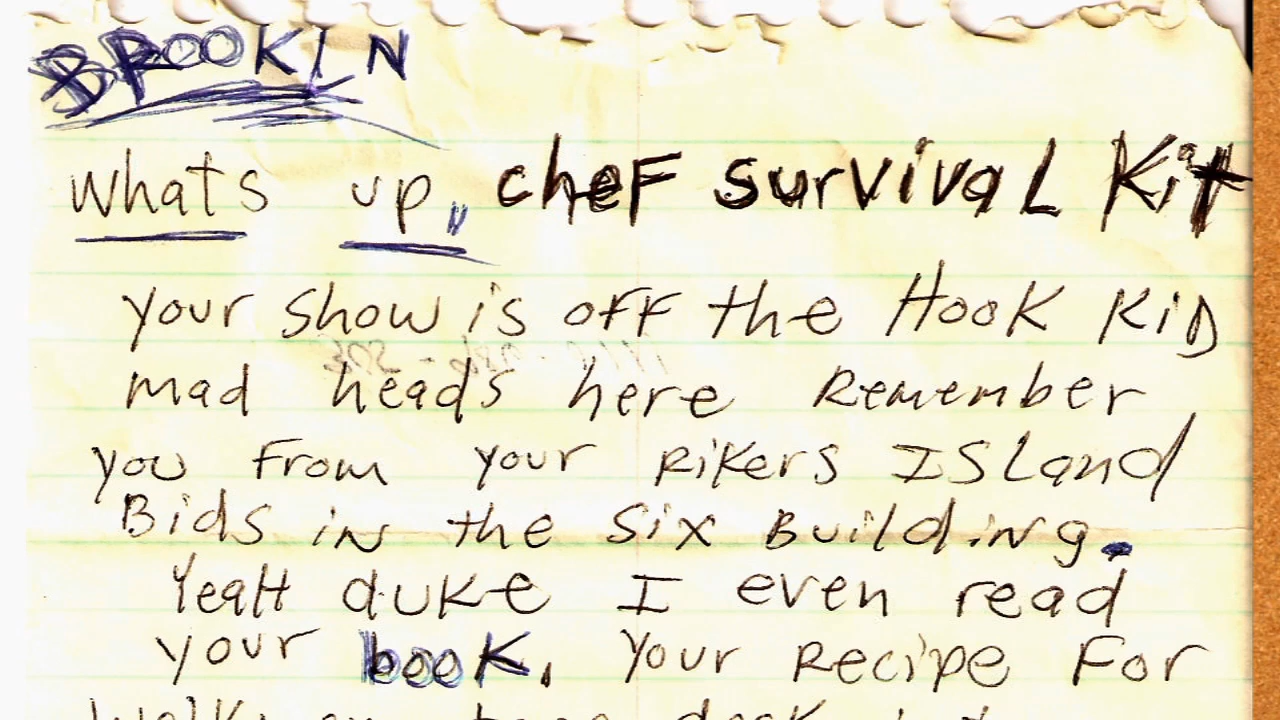 BROOKLN
whats up,, cheF survivaL Kit
your show is off the Hook KiD
mad heads here Remember
you from your Rikers ISLand
Bids in the six Building.
Yeah duke I even read
your book. Your Recipe For